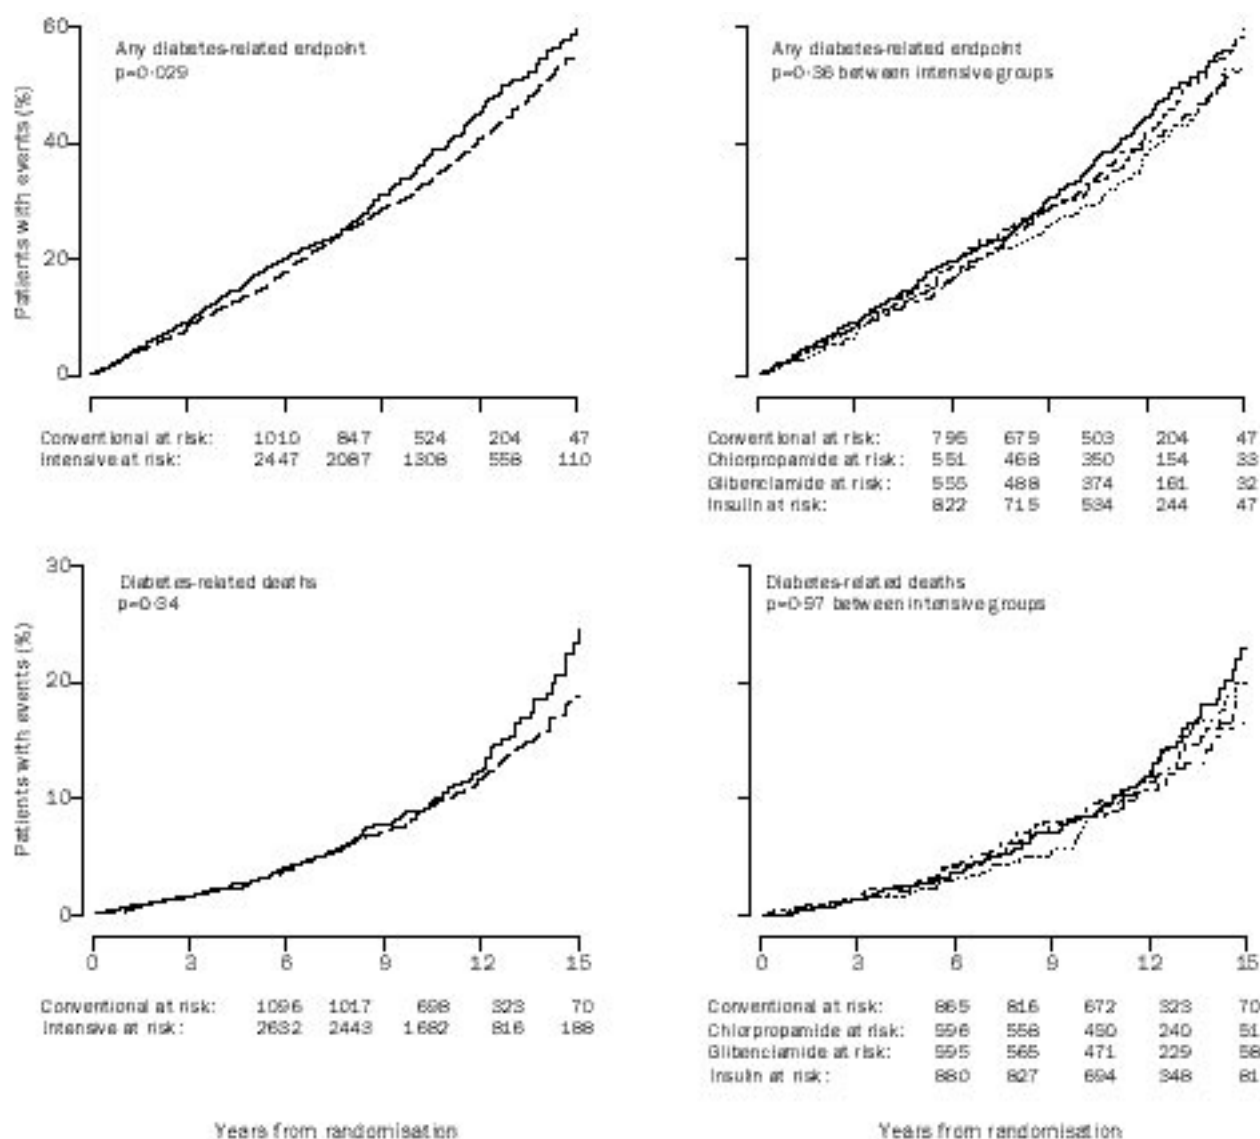 Patients with events (%)
60
40
20
0
Any diabetes-related endpoint
p=0·029
Conventional at risk: 1010 847 524 204 47
Intensive at risk: 2447 2087 1308 558 110
Any diabetes-related endpoint
p=0·36 between intensive groups
Conventional at risk: 795 679 503 204 47
Chlorpropamide at risk: 551 468 350 154 33
Glibenclamide at risk: 555 488 374 161 32
Insulin at risk: 822 715 534 244 47
Patients with events (%)
30
20
10
0
Diabetes-related deaths
p=0·34
0 3 6 9 12 15
Conventional at risk: 1096 1017 698 323 70
Intensive at risk: 2632 2443 1682 816 188
Years from randomisation
Diabetes-related deaths
p=0·97 between intensive groups
0 3 6 9 12 15
Conventional at risk: 865 816 672 323 70
Chlorpropamide at risk: 596 558 450 240 51
Glibenclamide at risk: 595 565 471 229 58
Insulin at risk: 880 827 694 348 81
Years from randomisation